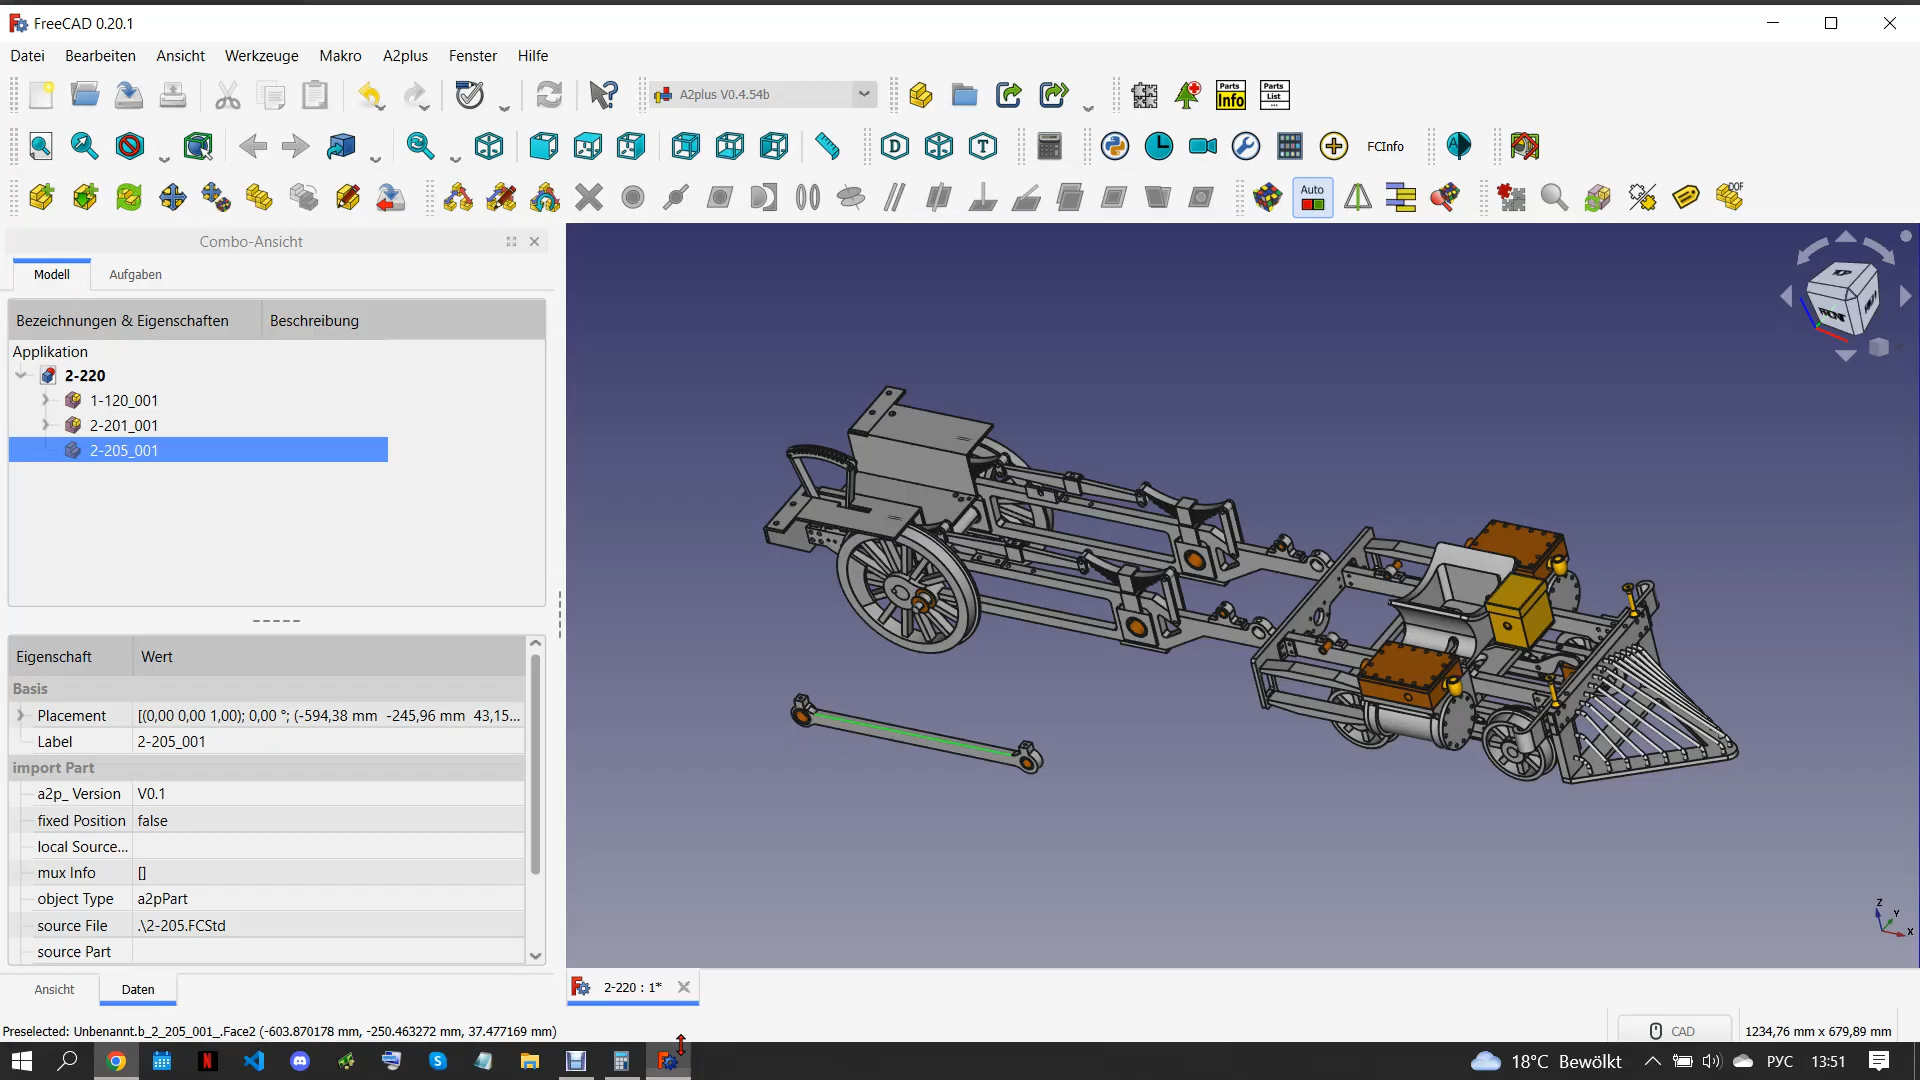 FreeCAD 0.20.1
Datei Bearbeiten Ansicht Werkzeuge Makro A2plus Fenster Hilfe
A2plus V0.4.54b
Parts Info
Parts List
D
T
FCInfo
Auto
DOF
Combo-Ansicht
Modell Aufgaben
Bezeichnungen & Eigenschaften Beschreibung
Applikation
2-220
1-120_001
2-201_001
2-205_001
TOP
FRONT
Eigenschaft Wert
Basis
Placement [(0,00 0,00 1,00); 0,00 °; (-594,38 mm -245,96 mm 43,15...
Label 2-205_001
import Part
a2p_ Version V0.1
fixed Position false
local Source...
mux Info []
object Type a2pPart
source File .\2-205.FCStd
source Part
Z
Y
X
Ansicht Daten
2-220 : 1*
Preselected: Unbenannt.b_2_205_001_.Face2 (-603.870178 mm, -250.463272 mm, 37.477169 mm)
CAD
1234,76 mm x 679,89 mm
18°C Bewölkt
РУС
13:51